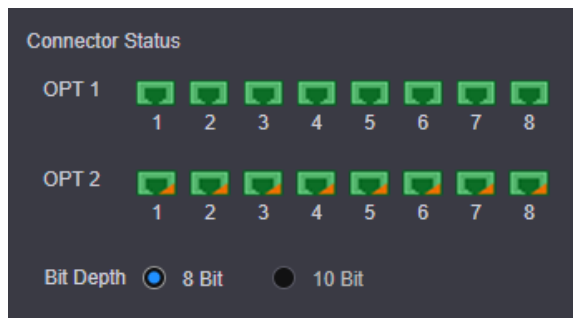 Connector Status
OPT 1
1 2 3 4 5 6 7 8
OPT 2
1 2 3 4 5 6 7 8
Bit Depth 8 Bit 10 Bit